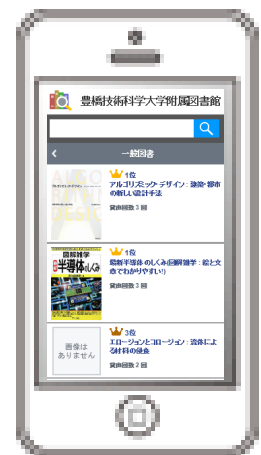 豊橋技術科学大学附属図書館
一般図書
1位
アルゴリズミック・デザイン : 建築・都市
の新しい設計手法
貸出回数 3 回
図解雑学
最新 半導体のしくみ
1位
最新半導体のしくみ(図解雑学 : 絵と文
章でわかりやすい!)
貸出回数 3 回
画像は
ありません
3位
エロージョンとコロージョン : 流体によ
る材料の侵食
貸出回数 2 回